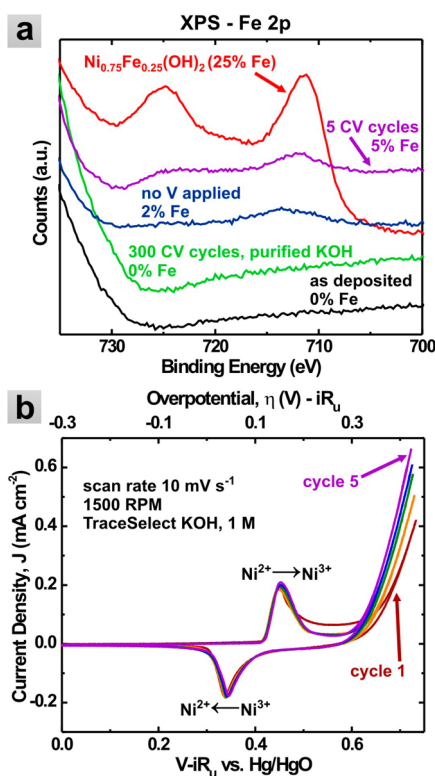 a
XPS - Fe 2p
Ni0.75Fe0.25(OH)2 (25% Fe)
5 CV cycles
5% Fe
no V applied
2% Fe
300 CV cycles, purified KOH
0% Fe
as deposited
0% Fe
Counts (a.u.)
730 720 710 700
Binding Energy (eV)
b
Overpotential, η (V) - iRu
-0.3 0.0 0.3
scan rate 10 mV s-1
1500 RPM
TraceSelect KOH, 1 M
cycle 5
Ni2+→Ni3+
cycle 1
Ni2+←Ni3+
Current Density, J (mA cm-2)
0.6
0.4
0.2
0.0
-0.2
0.0 0.2 0.4 0.6
V-iRu vs. Hg/HgO